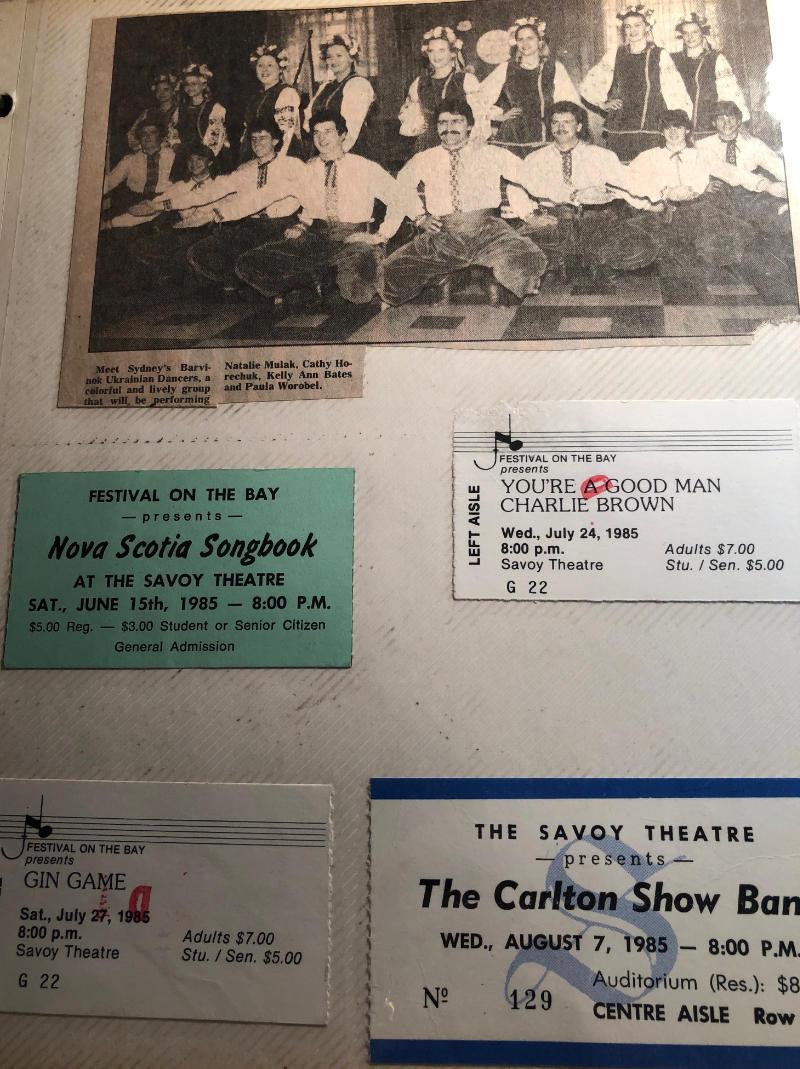 Meet Sydney's Barvi-
nok Ukrainian Dancers, a
colorful and lively group
that will be performing
Natalie Mulak, Cathy Ho-
rechuk, Kelly Ann Bates
and Paula Worobel.
FESTIVAL ON THE BAY
— presents —
Nova Scotia Songbook
AT THE SAVOY THEATRE
SAT., JUNE 15th, 1985 — 8:00 P.M.
$5.00 Reg. — $3.00 Student or Senior Citizen
General Admission
LEFT AISLE
FESTIVAL ON THE BAY
presents
YOU'RE A GOOD MAN
CHARLIE BROWN
Wed., July 24, 1985
8:00 p.m.
Savoy Theatre
Adults $7.00
Stu. / Sen. $5.00
G 22
FESTIVAL ON THE BAY
presents
GIN GAME
Sat., July 27, 1985
8:00 p.m.
Savoy Theatre
Adults $7.00
Stu. / Sen. $5.00
G 22
THE SAVOY THEATRE
— presents —
The Carlton Show Ban
WED., AUGUST 7, 1985 — 8:00 P.M.
Auditorium (Res.): $8
Nº 129
CENTRE AISLE Row